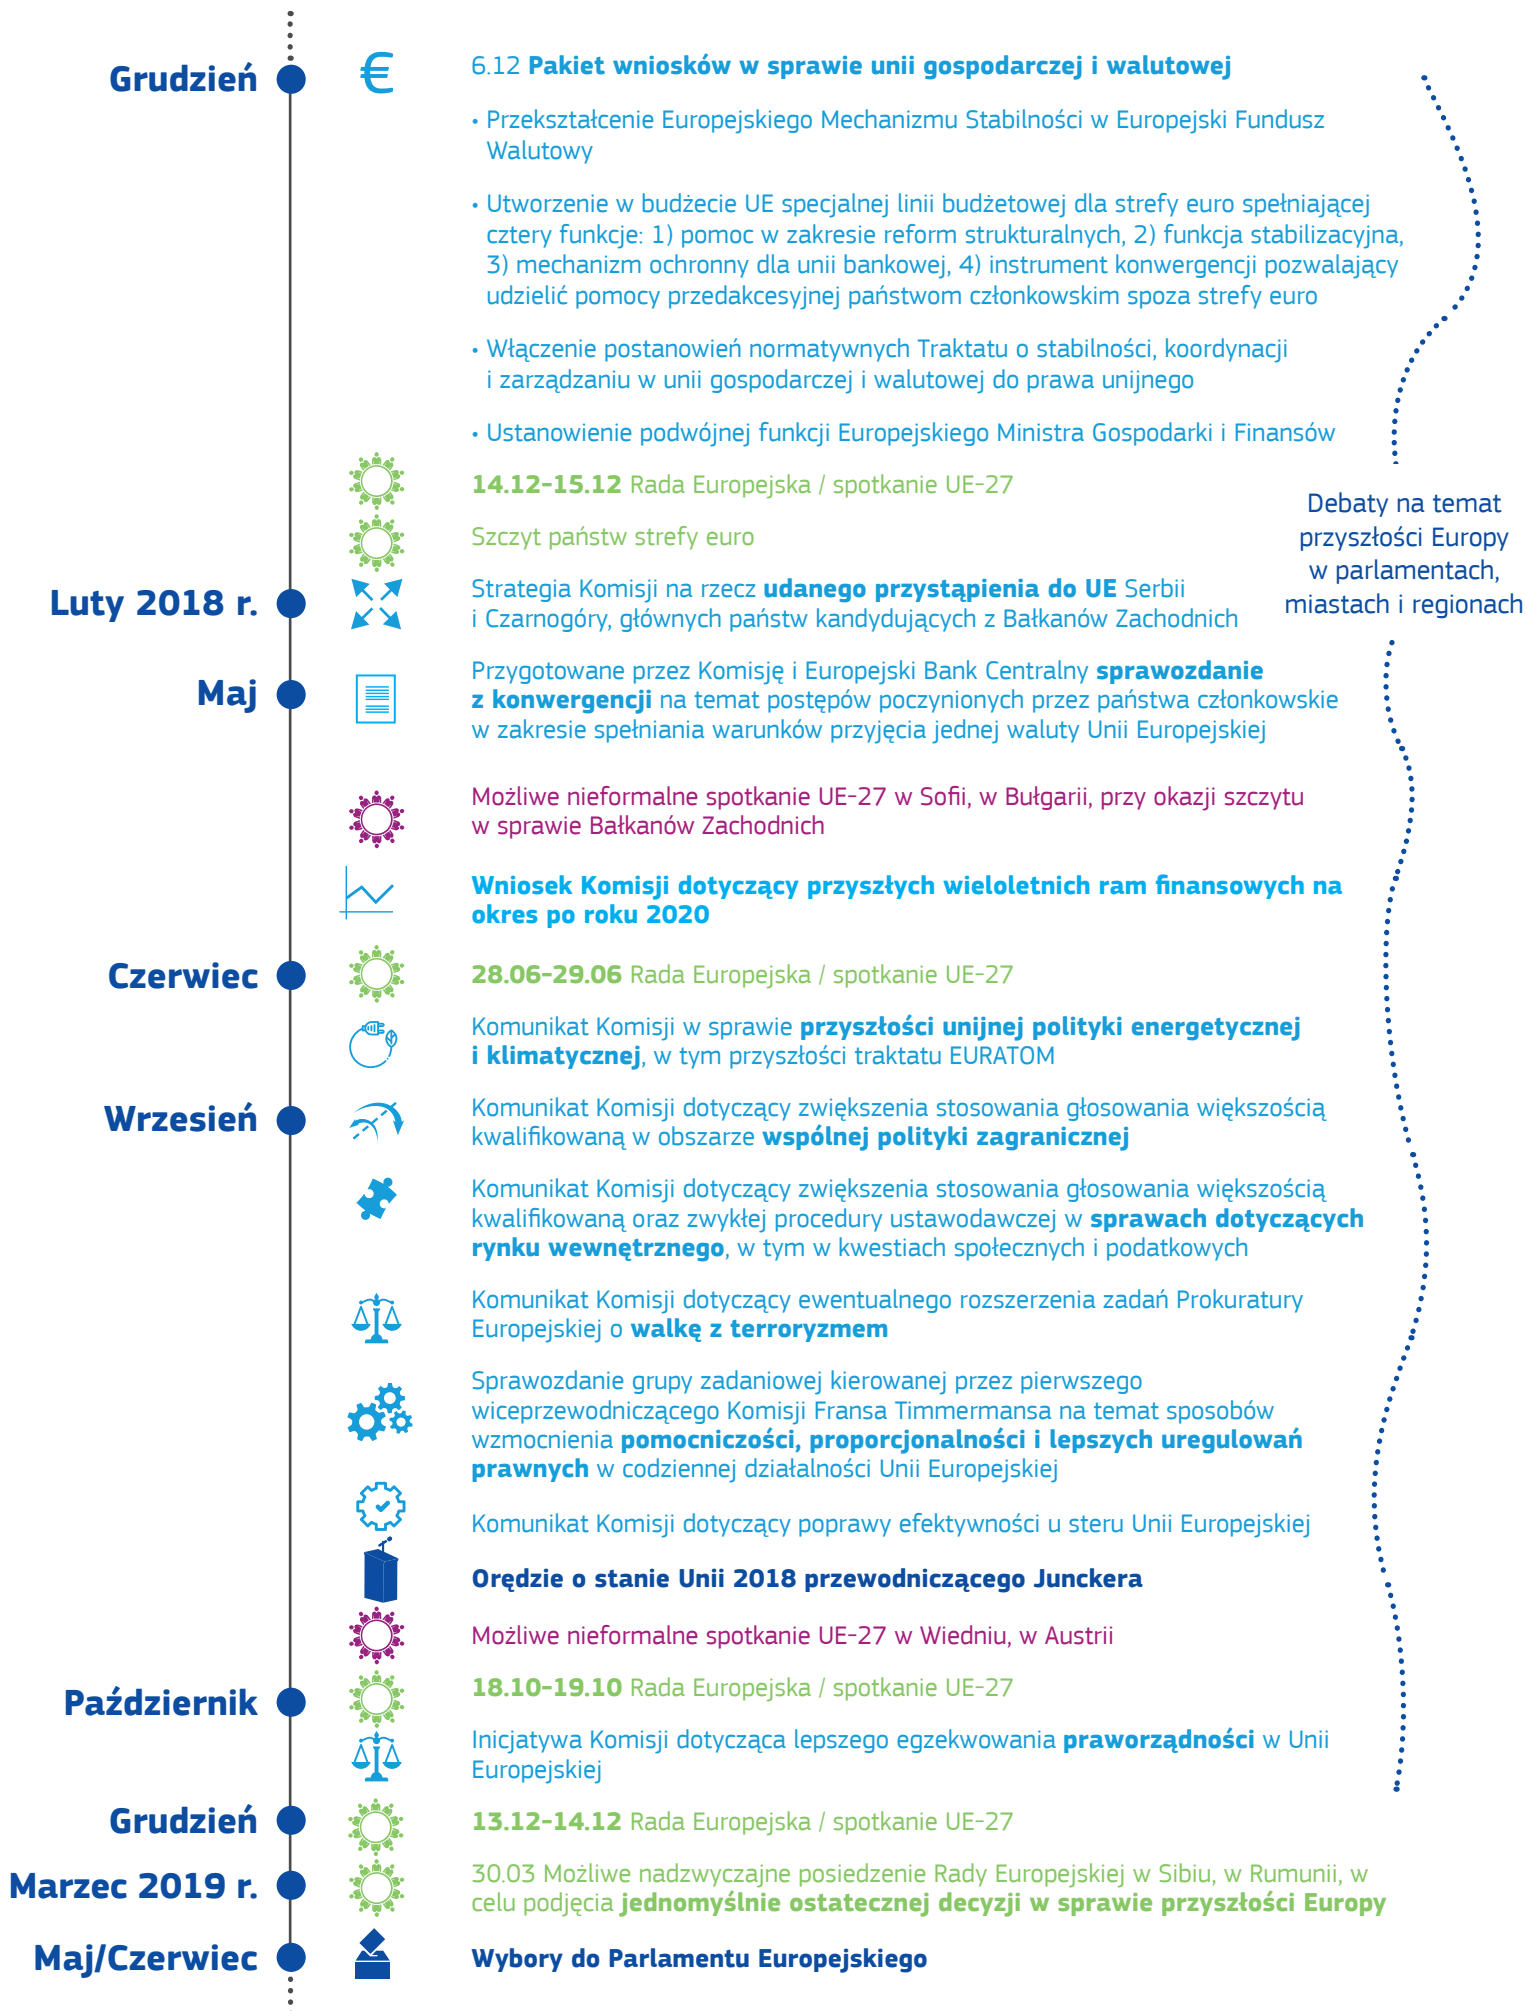 Grudzień
6.12 Pakiet wniosków w sprawie unii gospodarczej i walutowej
• Przekształcenie Europejskiego Mechanizmu Stabilności w Europejski Fundusz
Walutowy
• Utworzenie w budżecie UE specjalnej linii budżetowej dla strefy euro spełniającej
cztery funkcje: 1) pomoc w zakresie reform strukturalnych, 2) funkcja stabilizacyjna,
3) mechanizm ochronny dla unii bankowej, 4) instrument konwergencji pozwalający
udzielić pomocy przedakcesyjnej państwom członkowskim spoza strefy euro
• Włączenie postanowień normatywnych Traktatu o stabilności, koordynacji
i zarządzaniu w unii gospodarczej i walutowej do prawa unijnego
• Ustanowienie podwójnej funkcji Europejskiego Ministra Gospodarki i Finansów
14.12-15.12 Rada Europejska / spotkanie UE-27
Szczyt państw strefy euro
Debaty na temat
przyszłości Europy
w parlamentach,
miastach i regionach
Luty 2018 r.
Strategia Komisji na rzecz udanego przystąpienia do UE Serbii
i Czarnogóry, głównych państw kandydujących z Bałkanów Zachodnich
Maj
Przygotowane przez Komisję i Europejski Bank Centralny sprawozdanie
z konwergencji na temat postępów poczynionych przez państwa członkowskie
w zakresie spełniania warunków przyjęcia jednej waluty Unii Europejskiej
Możliwe nieformalne spotkanie UE-27 w Sofii, w Bułgarii, przy okazji szczytu
w sprawie Bałkanów Zachodnich
Wniosek Komisji dotyczący przyszłych wieloletnich ram finansowych na
okres po roku 2020
Czerwiec
28.06-29.06 Rada Europejska / spotkanie UE-27
Komunikat Komisji w sprawie przyszłości unijnej polityki energetycznej
i klimatycznej, w tym przyszłości traktatu EURATOM
Wrzesień
Komunikat Komisji dotyczący zwiększenia stosowania głosowania większością
kwalifikowaną w obszarze wspólnej polityki zagranicznej
Komunikat Komisji dotyczący zwiększenia stosowania głosowania większością
kwalifikowaną oraz zwykłej procedury ustawodawczej w sprawach dotyczących
rynku wewnętrznego, w tym w kwestiach społecznych i podatkowych
Komunikat Komisji dotyczący ewentualnego rozszerzenia zadań Prokuratury
Europejskiej o walkę z terroryzmem
Sprawozdanie grupy zadaniowej kierowanej przez pierwszego
wiceprzewodniczącego Komisji Fransa Timmermansa na temat sposobów
wzmocnienia pomocniczości, proporcjonalności i lepszych uregulowań
prawnych w codziennej działalności Unii Europejskiej
Komunikat Komisji dotyczący poprawy efektywności u steru Unii Europejskiej
Orędzie o stanie Unii 2018 przewodniczącego Junckera
Możliwe nieformalne spotkanie UE-27 w Wiedniu, w Austrii
Październik
18.10-19.10 Rada Europejska / spotkanie UE-27
Inicjatywa Komisji dotycząca lepszego egzekwowania praworządności w Unii
Europejskiej
Grudzień
13.12-14.12 Rada Europejska / spotkanie UE-27
Marzec 2019 r.
30.03 Możliwe nadzwyczajne posiedzenie Rady Europejskiej w Sibiu, w Rumunii, w
celu podjęcia jednomyślnie ostatecznej decyzji w sprawie przyszłości Europy
Maj/Czerwiec
Wybory do Parlamentu Europejskiego